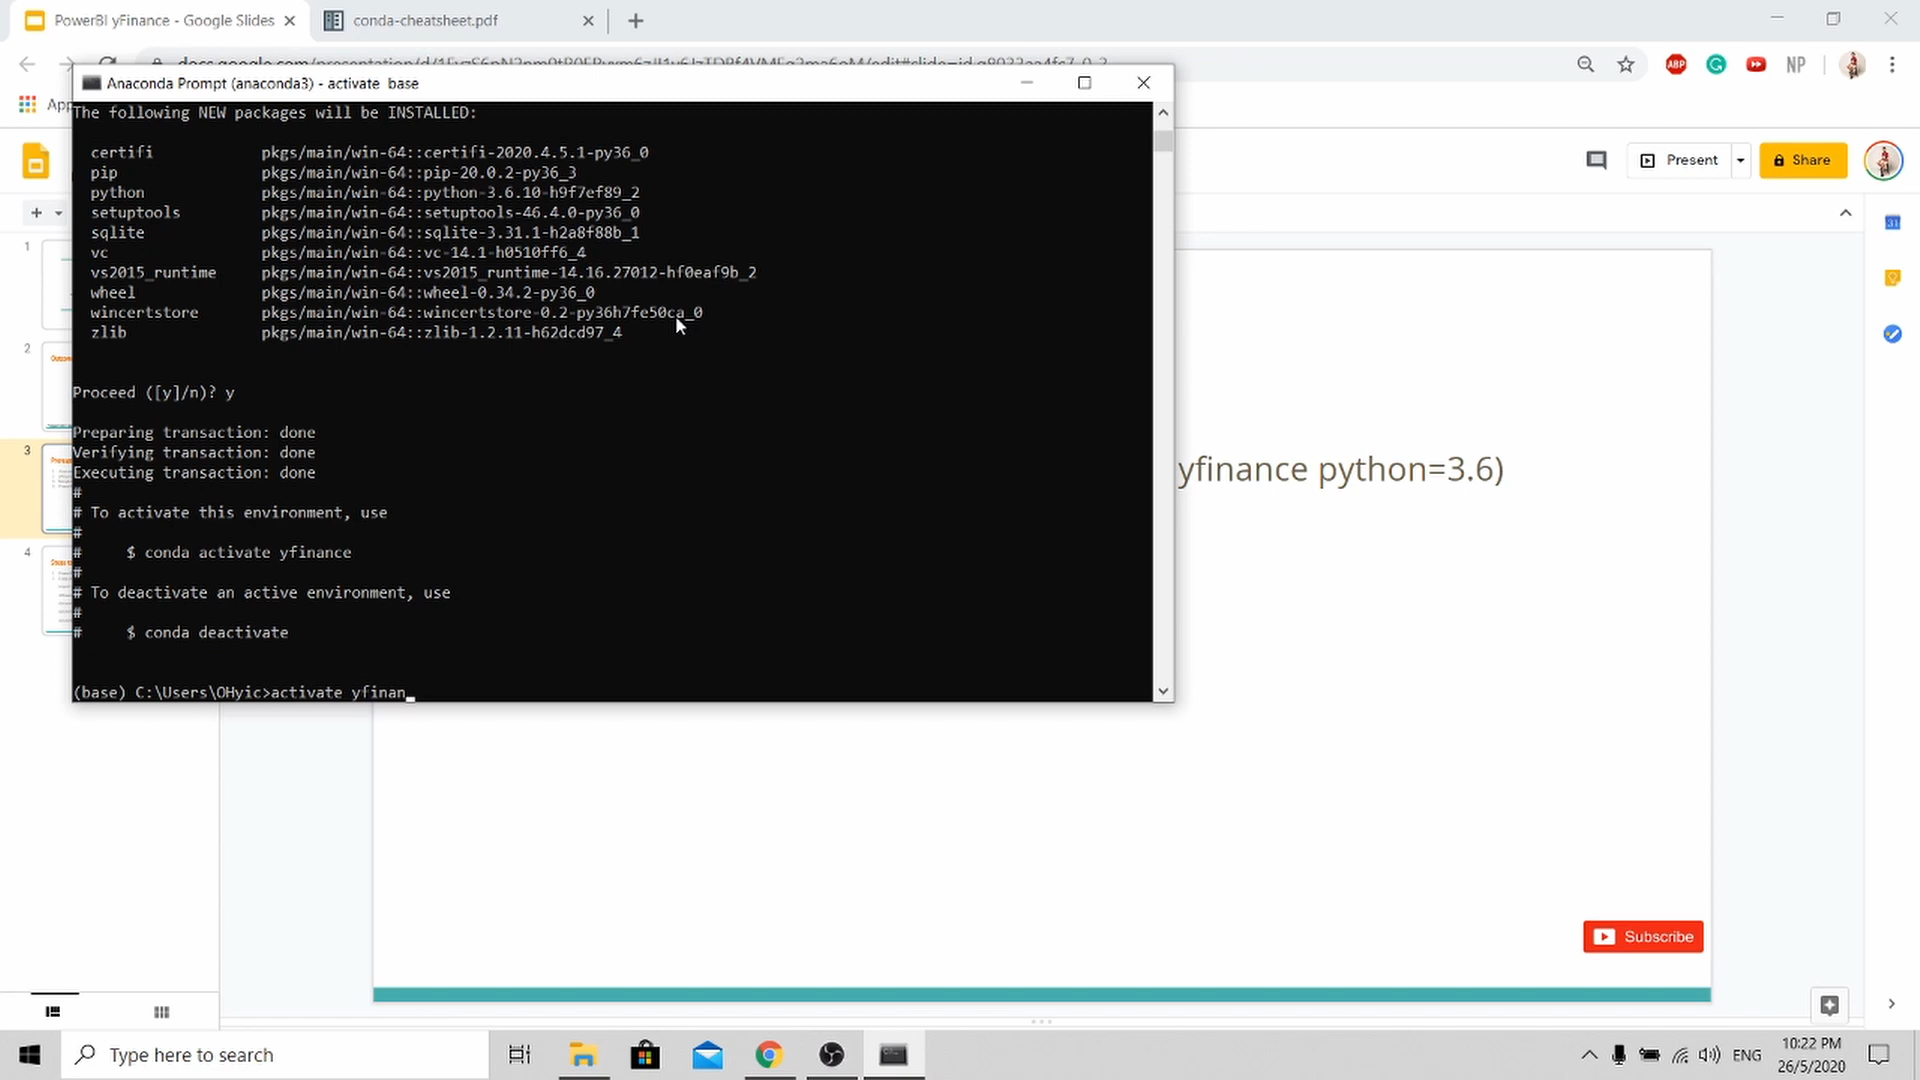 PowerBI yFinance - Google Slides
conda-cheatsheet.pdf
Anaconda Prompt (anaconda3) - activate base
ABP
NP
The following NEW packages will be INSTALLED:
certifi pkgs/main/win-64::certifi-2020.4.5.1-py36_0
pip pkgs/main/win-64::pip-20.0.2-py36_3
python pkgs/main/win-64::python-3.6.10-h9f7ef89_2
setuptools pkgs/main/win-64::setuptools-46.4.0-py36_0
sqlite pkgs/main/win-64::sqlite-3.31.1-h2a8f88b_1
vc pkgs/main/win-64::vc-14.1-h0510ff6_4
vs2015_runtime pkgs/main/win-64::vs2015_runtime-14.16.27012-hf0eaf9b_2
wheel pkgs/main/win-64::wheel-0.34.2-py36_0
wincertstore pkgs/main/win-64::wincertstore-0.2-py36h7fe50ca_0
zlib pkgs/main/win-64::zlib-1.2.11-h62dcd97_4
Proceed ([y]/n)? y
Preparing transaction: done
Verifying transaction: done
Executing transaction: done
#
# To activate this environment, use
#
# $ conda activate yfinance
#
# To deactivate an active environment, use
#
# $ conda deactivate
(base) C:\Users\OHyic>activate yfinan_
Present
Share
31
1
2
3
4
yfinance python=3.6)
Subscribe
Type here to search
ENG
10:22 PM
26/5/2020